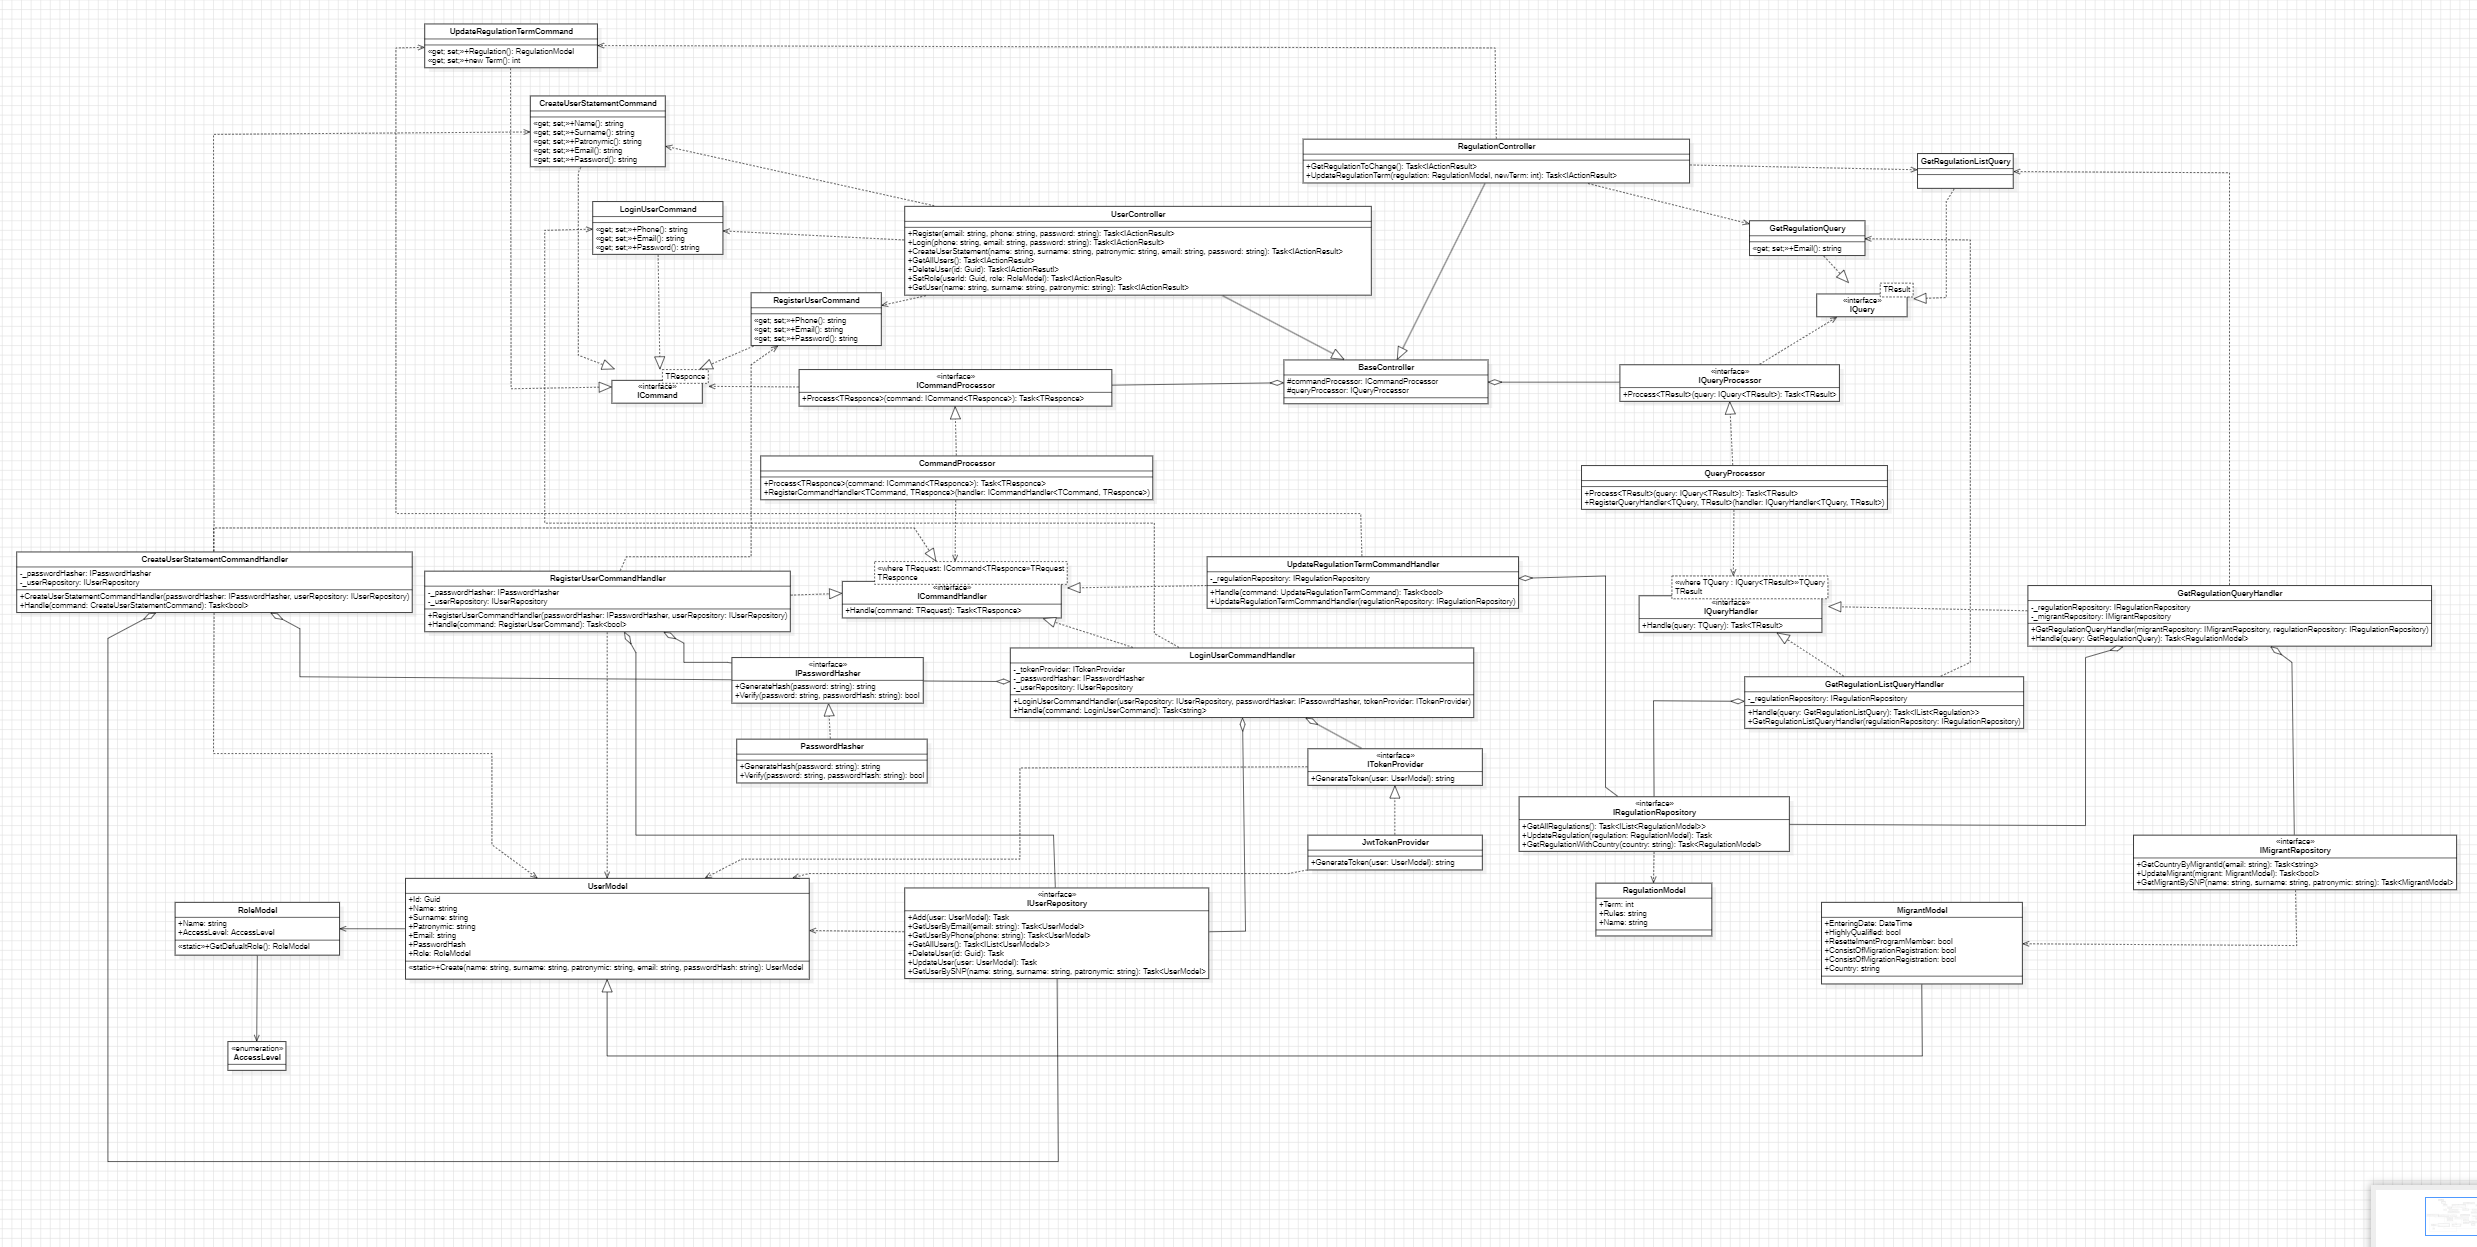 UpdateRegulationTermCommand
«get; set;»+Regulation(): RegulationModel
«get; set;»+new Term(): int
CreateUserStatementCommand
«get; set;»+Name(): string
«get; set;»+Surname(): string
«get; set;»+Patronymic(): string
«get; set;»+Email(): string
«get; set;»+Password(): string
RegulationController
+GetRegulationToChange(): Task<IActionResult>
+UpdateRegulationTerm(regulation: RegulationModel, newTerm: int): Task<IActionResult>
GetRegulationListQuery
LoginUserCommand
«get; set;»+Phone(): string
«get; set;»+Email(): string
«get; set;»+Password(): string
UserController
+Register(email: string, phone: string, password: string): Task<IActionResult>
+Login(phone: string, email: string, password: string): Task<IActionResult>
+CreateUserStatement(name: string, surname: string, patronymic: string, email: string, password: string): Task<IActionResult>
+GetAllUsers(): Task<IActionResult>
+DeleteUser(id: Guid): Task<IActionResutl>
+SetRole(userId: Guid, role: RoleModel): Task<IActionResult>
+GetUser(name: string, surname: string, patronymic: string): Task<IActionResult>
GetRegulationQuery
«get; set;»+Email(): string
RegisterUserCommand
«get; set;»+Phone(): string
«get; set;»+Email(): string
«get; set;»+Password(): string
TResult
«interface»
IQuery
TResponce
«interface»
ICommand
«interface»
ICommandProcessor
+Process<TResponce>(command: ICommand<TResponce>): Task<TResponce>
BaseController
#commandProcessor: ICommandProcessor
#queryProcessor: IQueryProcessor
«interface»
IQueryProcessor
+Process<TResult>(query: IQuery<TResult>): Task<TResult>
CommandProcessor
+Process<TResponce>(command: ICommand<TResponce>): Task<TResponce>
+RegisterCommandHandler<TCommand, TResponce>(handler: ICommandHandler<TCommand, TResponce>)
QueryProcessor
+Process<TResult>(query: IQuery<TResult>): Task<TResult>
+RegisterQueryHandler<TQuery, TResult>(handler: IQueryHandler<TQuery, TResult>)
CreateUserStatementCommandHandler
-_passwordHasher: IPasswordHasher
-_userRepository: IUserRepository
+CreateUserStatementCommandHandler(passwordHasher: IPasswordHasher, userRepository: IUserRepository)
+Handle(command: CreateUserStatementCommand): Task<bool>
RegisterUserCommandHandler
-_passwordHasher: IPasswordHasher
-_userRepository: IUserRepository
+RegisterUserCommandHandler(passwordHasher: IPasswordHasher, userRepository: IUserRepository)
+Handle(command: RegisterUserCommand): Task<bool>
«where TRequest: ICommand<TResponce»TRequest
TResponce
«interface»
ICommandHandler
+Handle(command: TRequest): Task<TResponce>
UpdateRegulationTermCommandHandler
-_regulationRepository: IRegulationRepository
+Handle(command: UpdateRegulationTermCommand): Task<bool>
+UpdateRegulationTermCommandHandler(regulationRepository: IRegulationRepository)
«where TQuery : IQuery<TResult>»TQuery
TResult
«interface»
IQueryHandler
+Handle(query: TQuery): Task<TResult>
GetRegulationQueryHandler
-_regulationRepository: IRegulationRepository
-_migrantRepository: IMigrantRepository
+GetRegulationQueryHandler(migrantRepository: IMigrantRepository, regulationRepository: IRegulationRepository)
+Handle(query: GetRegulationQuery): Task<RegulationModel>
«interface»
IPasswordHasher
+GenerateHash(password: string): string
+Verify(password: string, passwordHash: string): bool
LoginUserCommandHandler
-_tokenProvider: ITokenProvider
-_passwordHasher: IPasswordHasher
-_userRepository: IUserRepository
+LoginUserCommandHandler(userRepository: IUserRepository, passwordHasker: IPassowrdHasher, tokenProvider: ITokenProvider)
+Handle(command: LoginUserCommand): Task<string>
GetRegulationListQueryHandler
-_regulationRepository: IRegulationRepository
+Handle(query: GetRegulationListQuery): Task<IList<Regulation>>
+GetRegulationListQueryHandler(regulationRepository: IRegulationRepository)
PasswordHasher
+GenerateHash(password: string): string
+Verify(password: string, passwordHash: string): bool
«interface»
ITokenProvider
+GenerateToken(user: UserModel): string
«interface»
IRegulationRepository
+GetAllRegulations(): Task<IList<RegulationModel>>
+UpdateRegulation(regulation: RegulationModel): Task
+GetRegulationWithCountry(country: string): Task<RegulationModel>
JwtTokenProvider
+GenerateToken(user: UserModel): string
«interface»
IMigrantRepository
+GetCountryByMigrantId(email: string): Task<string>
+UpdateMigrant(migrant: MigrantModel): Task<bool>
+GetMigrantBySNP(name: string, surname: string, patronymic: string): Task<MigrantModel>
UserModel
+Id: Guid
+Name: string
+Surname: string
+Patronymic: string
+Email: string
+PasswordHash
+Role: RoleModel
«static»+Create(name: string, surname: string, patronymic: string, email: string, passwordHash: string): UserModel
RegulationModel
+Term: int
+Rules: string
+Name: string
«interface»
IUserRepository
+Add(user: UserModel): Task
+GetUserByEmail(email: string): Task<UserModel>
+GetUserByPhone(phone: string): Task<UserModel>
+GetAllUsers(): Task<IList<UserModel>>
+DeleteUser(id: Guid): Task
+UpdateUser(user: UserModel): Task
+GetUserBySNP(name: string, surname: string, patronymic: string): Task<UserModel>
RoleModel
+Name: string
+AccessLevel: AccessLevel
«static»+GetDefualtRole(): RoleModel
MigrantModel
+EnteringDate: DateTime
+HighlyQualified: bool
+ResettelmentProgramMember: bool
+ConsistOfMigrationRegistration: bool
+ConsistOfMigrationRegistration: bool
+Country: string
«enumeration»
AccessLevel